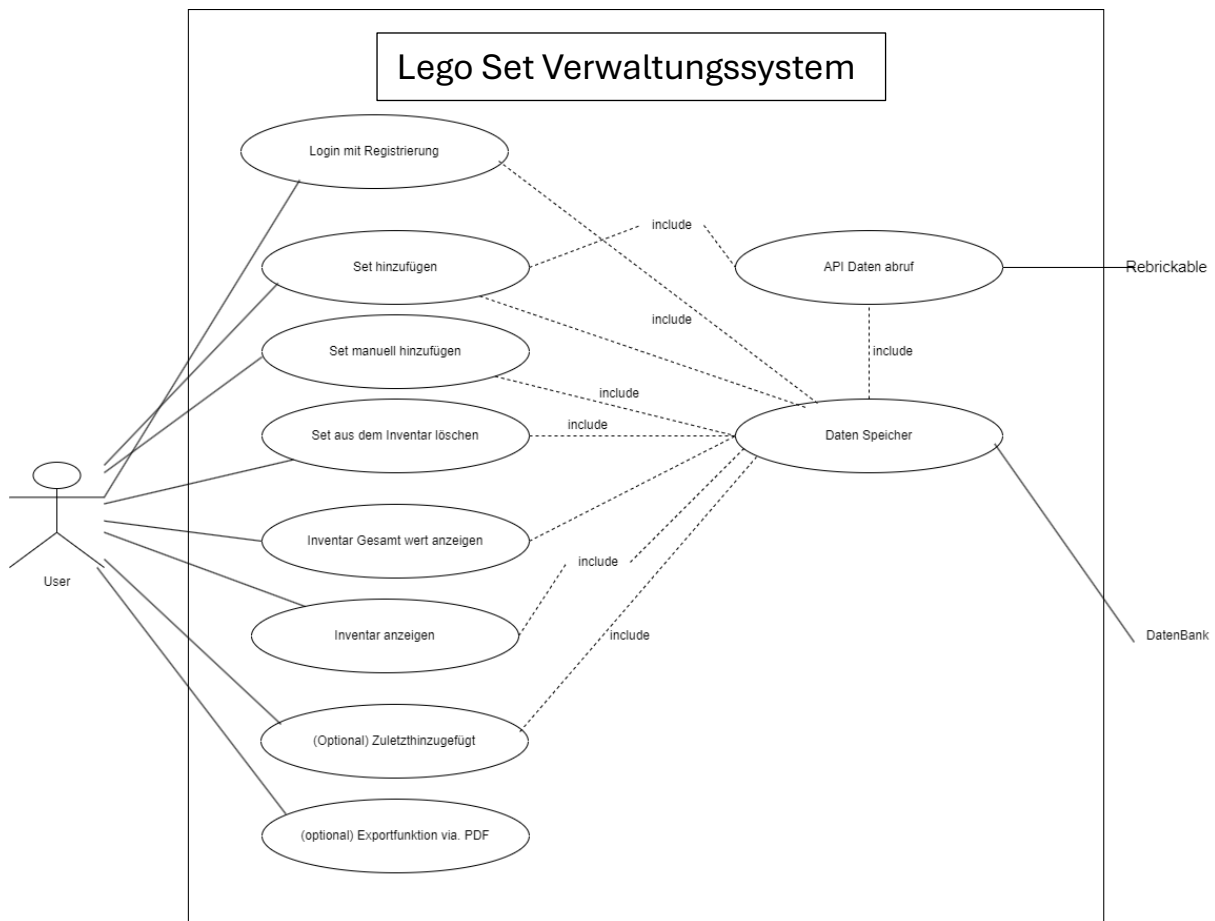 Lego Set Verwaltungssystem
Login mit Registrierung
include
Set hinzufügen
API Daten abruf
Rebrickable
include
Set manuell hinzufügen
include
include
include
Set aus dem Inventar löschen
Daten Speicher
Inventar Gesamt wert anzeigen
include
User
Inventar anzeigen
include
DatenBank
(Optional) Zuletzthinzugefügt
(optional) Exportfunktion via. PDF